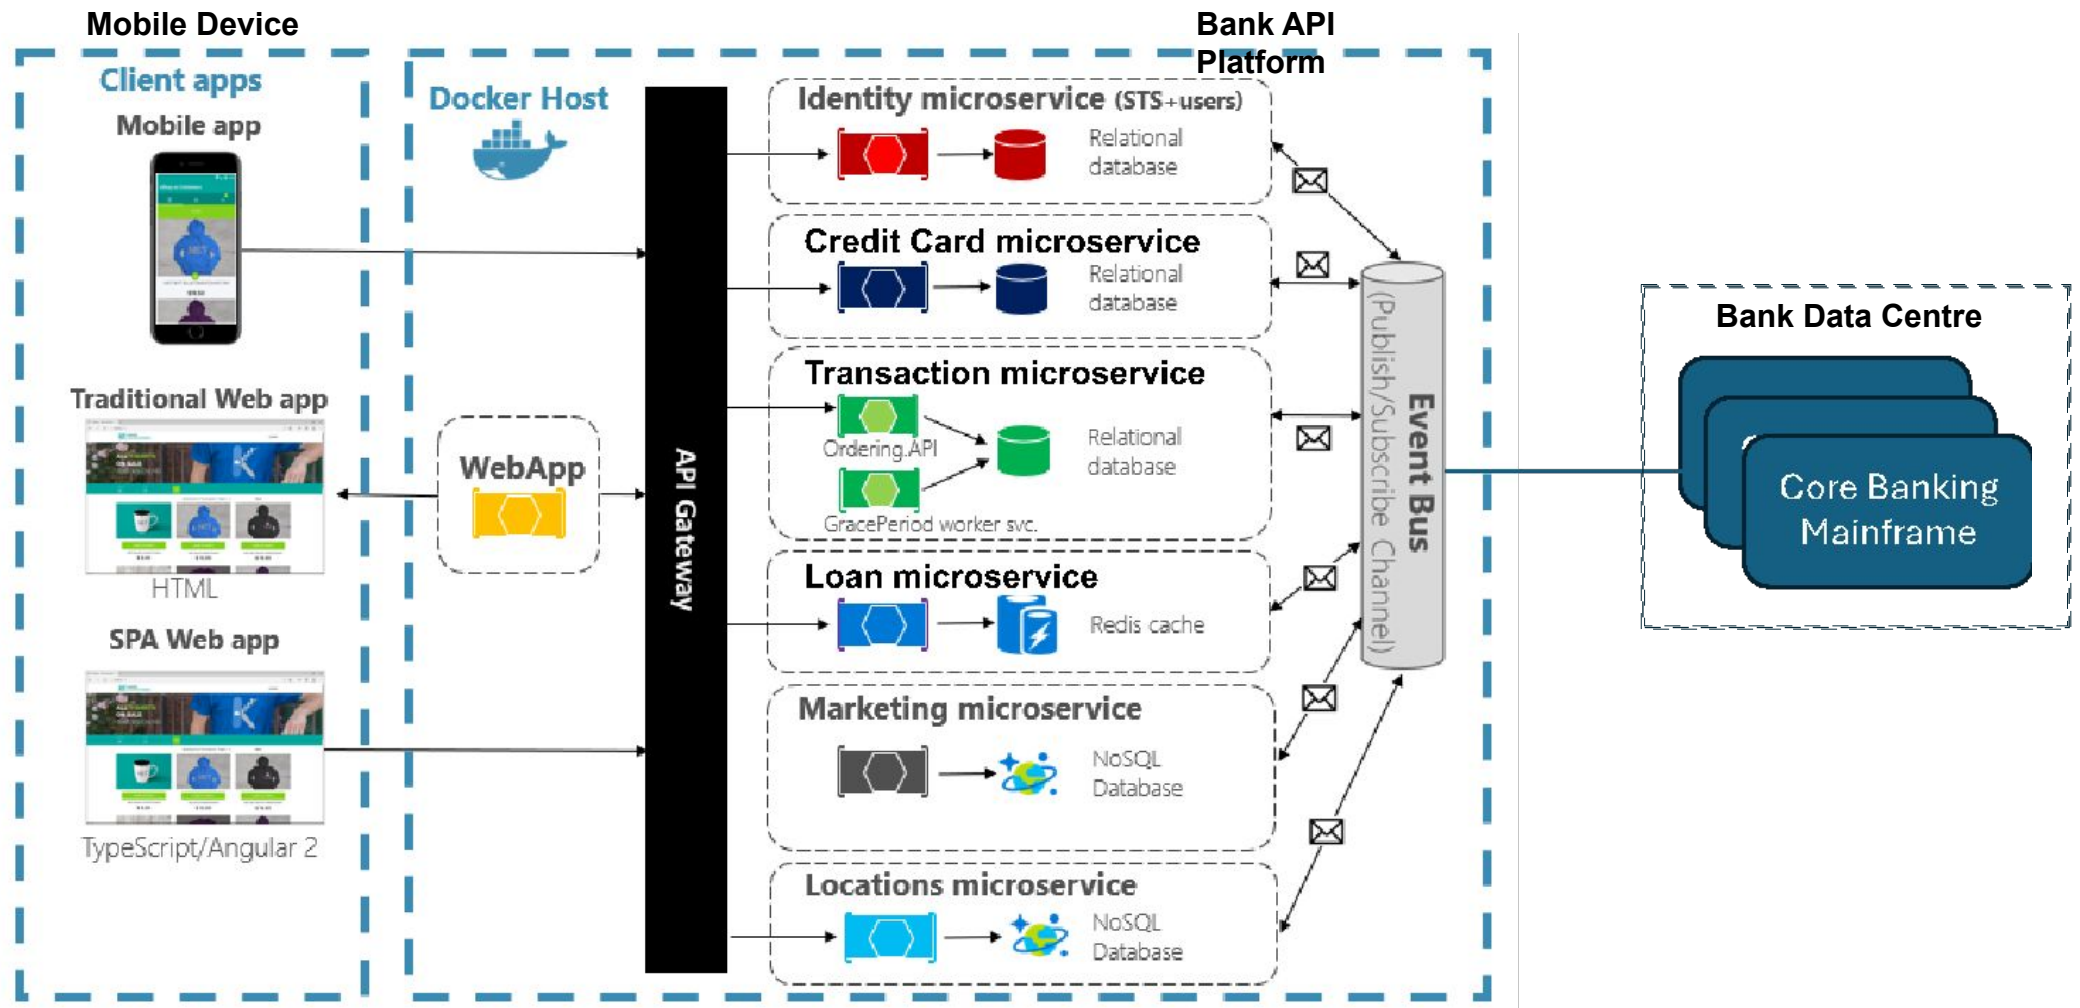 Mobile Device
Bank API
Platform
Client apps
Mobile app
Docker Host
Identity microservice (STS+users)
Relational
database
Credit Card microservice
Relational
database
Transaction microservice
Ordering.API
Relational
database
GracePeriod worker svc.
Traditional Web app
HTML
WebApp
API Gateway
Loan microservice
Redis cache
SPA Web app
TypeScript/Angular 2
Marketing microservice
NoSQL
Database
Locations microservice
NoSQL
Database
Event Bus
(Publish/Subscribe Channel)
Bank Data Centre
Core Banking
Mainframe